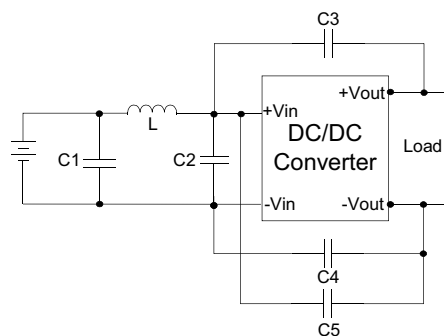 C3
+Vin
+Vout
L
DC/DC
Converter
Load
C1
C2
-Vin
-Vout
C4
C5